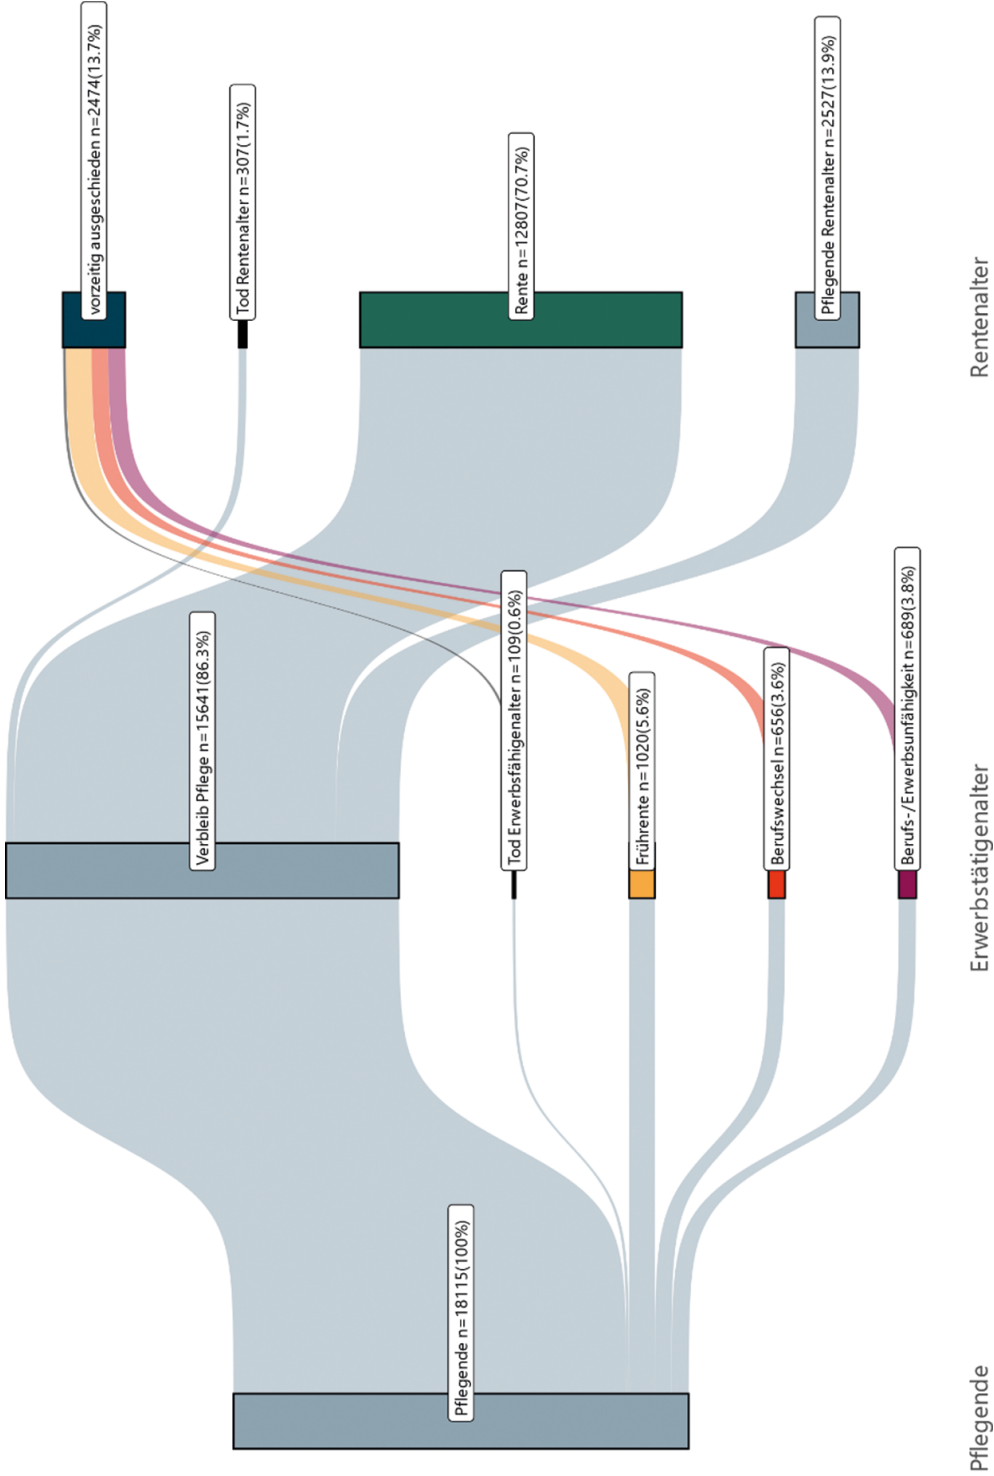 vorzeitig ausgeschieden n=2474(13.7%)
Tod Rentenalter n=307(1.7%)
Rente n=12807(70.7%)
Pflegende Rentenalter n=2527(13.9%)
Rentenalter
Verbleib Pflege n=15641(86.3%)
Tod Erwerbsfähigenalter n=109(0.6%)
Frührente n=1020(5.6%)
Berufswechsel n=656(3.6%)
Berufs-/Erwerbsunfähigkeit n=689(3.8%)
Erwerbstätigenalter
Pflegende n=18115(100%)
Pflegende